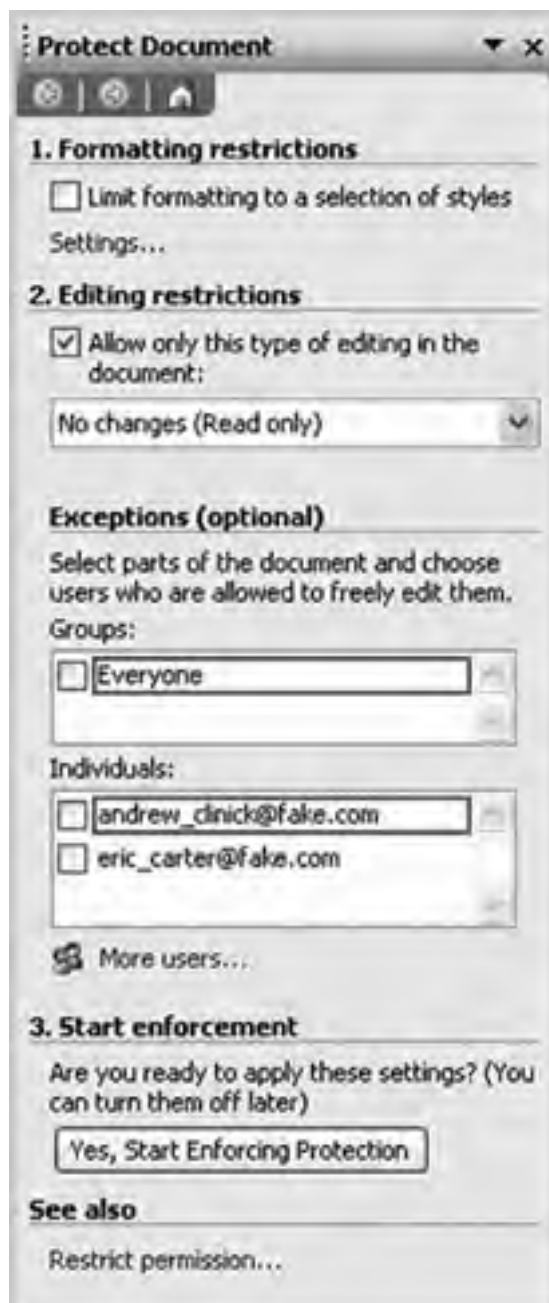 Protect Document
1. Formatting restrictions
Limit formatting to a selection of styles
Settings...
2. Editing restrictions
Allow only this type of editing in the
document:
No changes (Read only)
Exceptions (optional)
Select parts of the document and choose
users who are allowed to freely edit them.
Groups:
Everyone
Individuals:
andrew_clinick@fake.com
eric_carter@fake.com
More users...
3. Start enforcement
Are you ready to apply these settings? (You
can turn them off later)
Yes, Start Enforcing Protection
See also
Restrict permission...